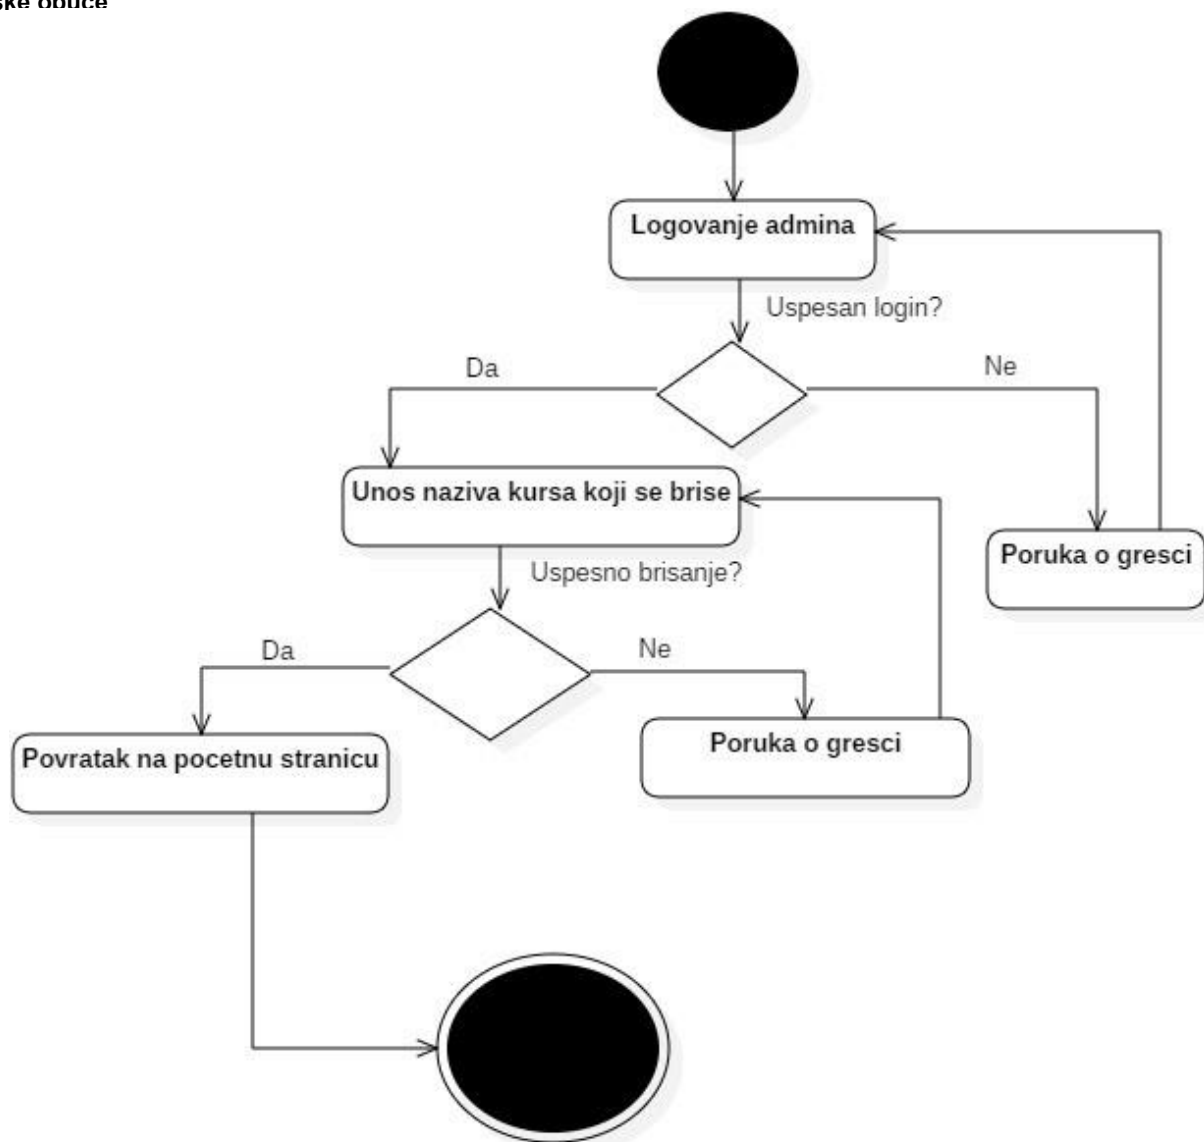 obuce
Logovanje admina
Uspesan login?
Da
Ne
Unos naziva kursa koji se brise
Poruka o gresci
Uspesno brisanje?
Da
Ne
Povratak na pocetnu stranicu
Poruka o gresci